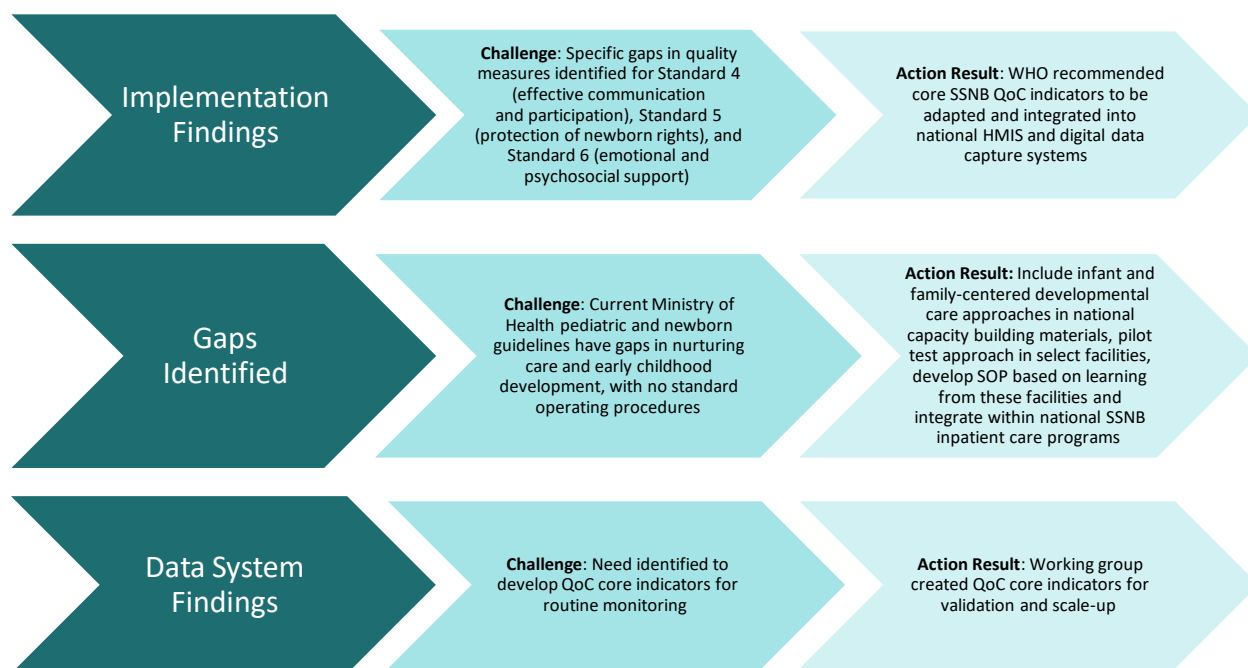 Implementation
Findings
Challenge: Specific gaps in quality
measures identified for Standard 4
(effective communication
and participation), Standard 5
(protection of newborn rights), and
Standard 6 (emotional and
psychosocial support)
Action Result: WHO recommended
core SSNB QoC indicators to be
adapted and integrated into
national HMIS and digital data
capture systems
Gaps
Identified
Challenge: Current Ministry of
Health pediatric and newborn
guidelines have gaps in nurturing
care and early childhood
development, with no standard
operating procedures
Action Result: Include infant and
family-centered developmental
care approaches in national
capacity building materials, pilot
test approach in select facilities,
develop SOP based on learning
from these facilities and
integrate within national SSNB
inpatient care programs
Data System
Findings
Challenge: Need identified to
develop QoC core indicators for
routine monitoring
Action Result: Working group
created QoC core indicators for
validation and scale-up